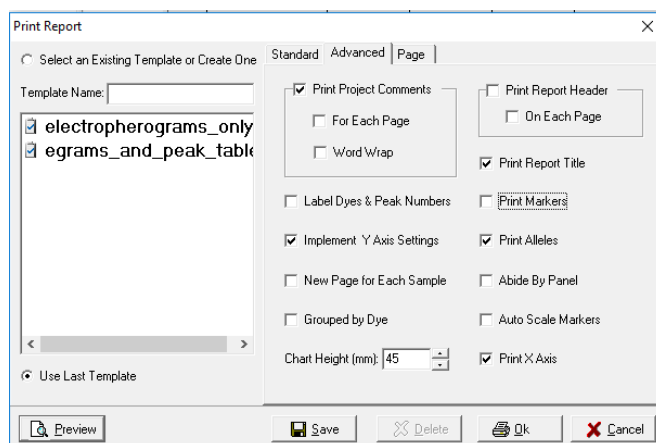 Print Report
Select an Existing Template or Create One
Template Name:
electropherograms_only
egrams_and_peak_table
Use Last Template
Standard Advanced Page
Print Project Comments
For Each Page
Word Wrap
Label Dyes & Peak Numbers
Implement Y Axis Settings
New Page for Each Sample
Grouped by Dye
Chart Height (mm): 45
Print Report Header
On Each Page
Print Report Title
Print Markers
Print Alleles
Abide By Panel
Auto Scale Markers
Print X Axis
Preview Save Delete Ok Cancel